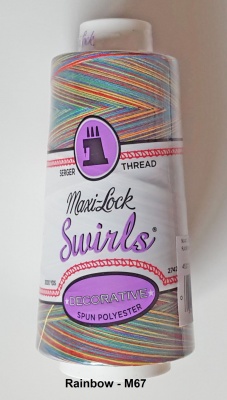 SERGER THREAD
Maxi-Lock
Swirls®
DECORATIVE
SPUN POLYESTER
Rainbow - M67